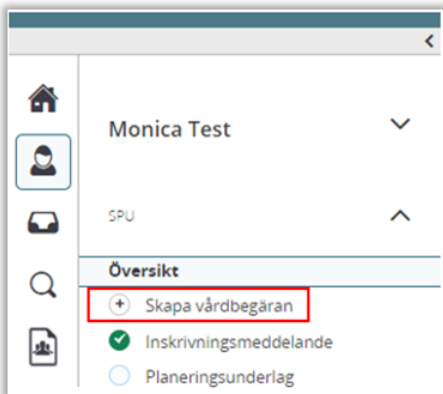 Monica Test
SPU
Översikt
Skapa vårdbegäran
Inskrivningsmeddelande
Planeringsunderlag